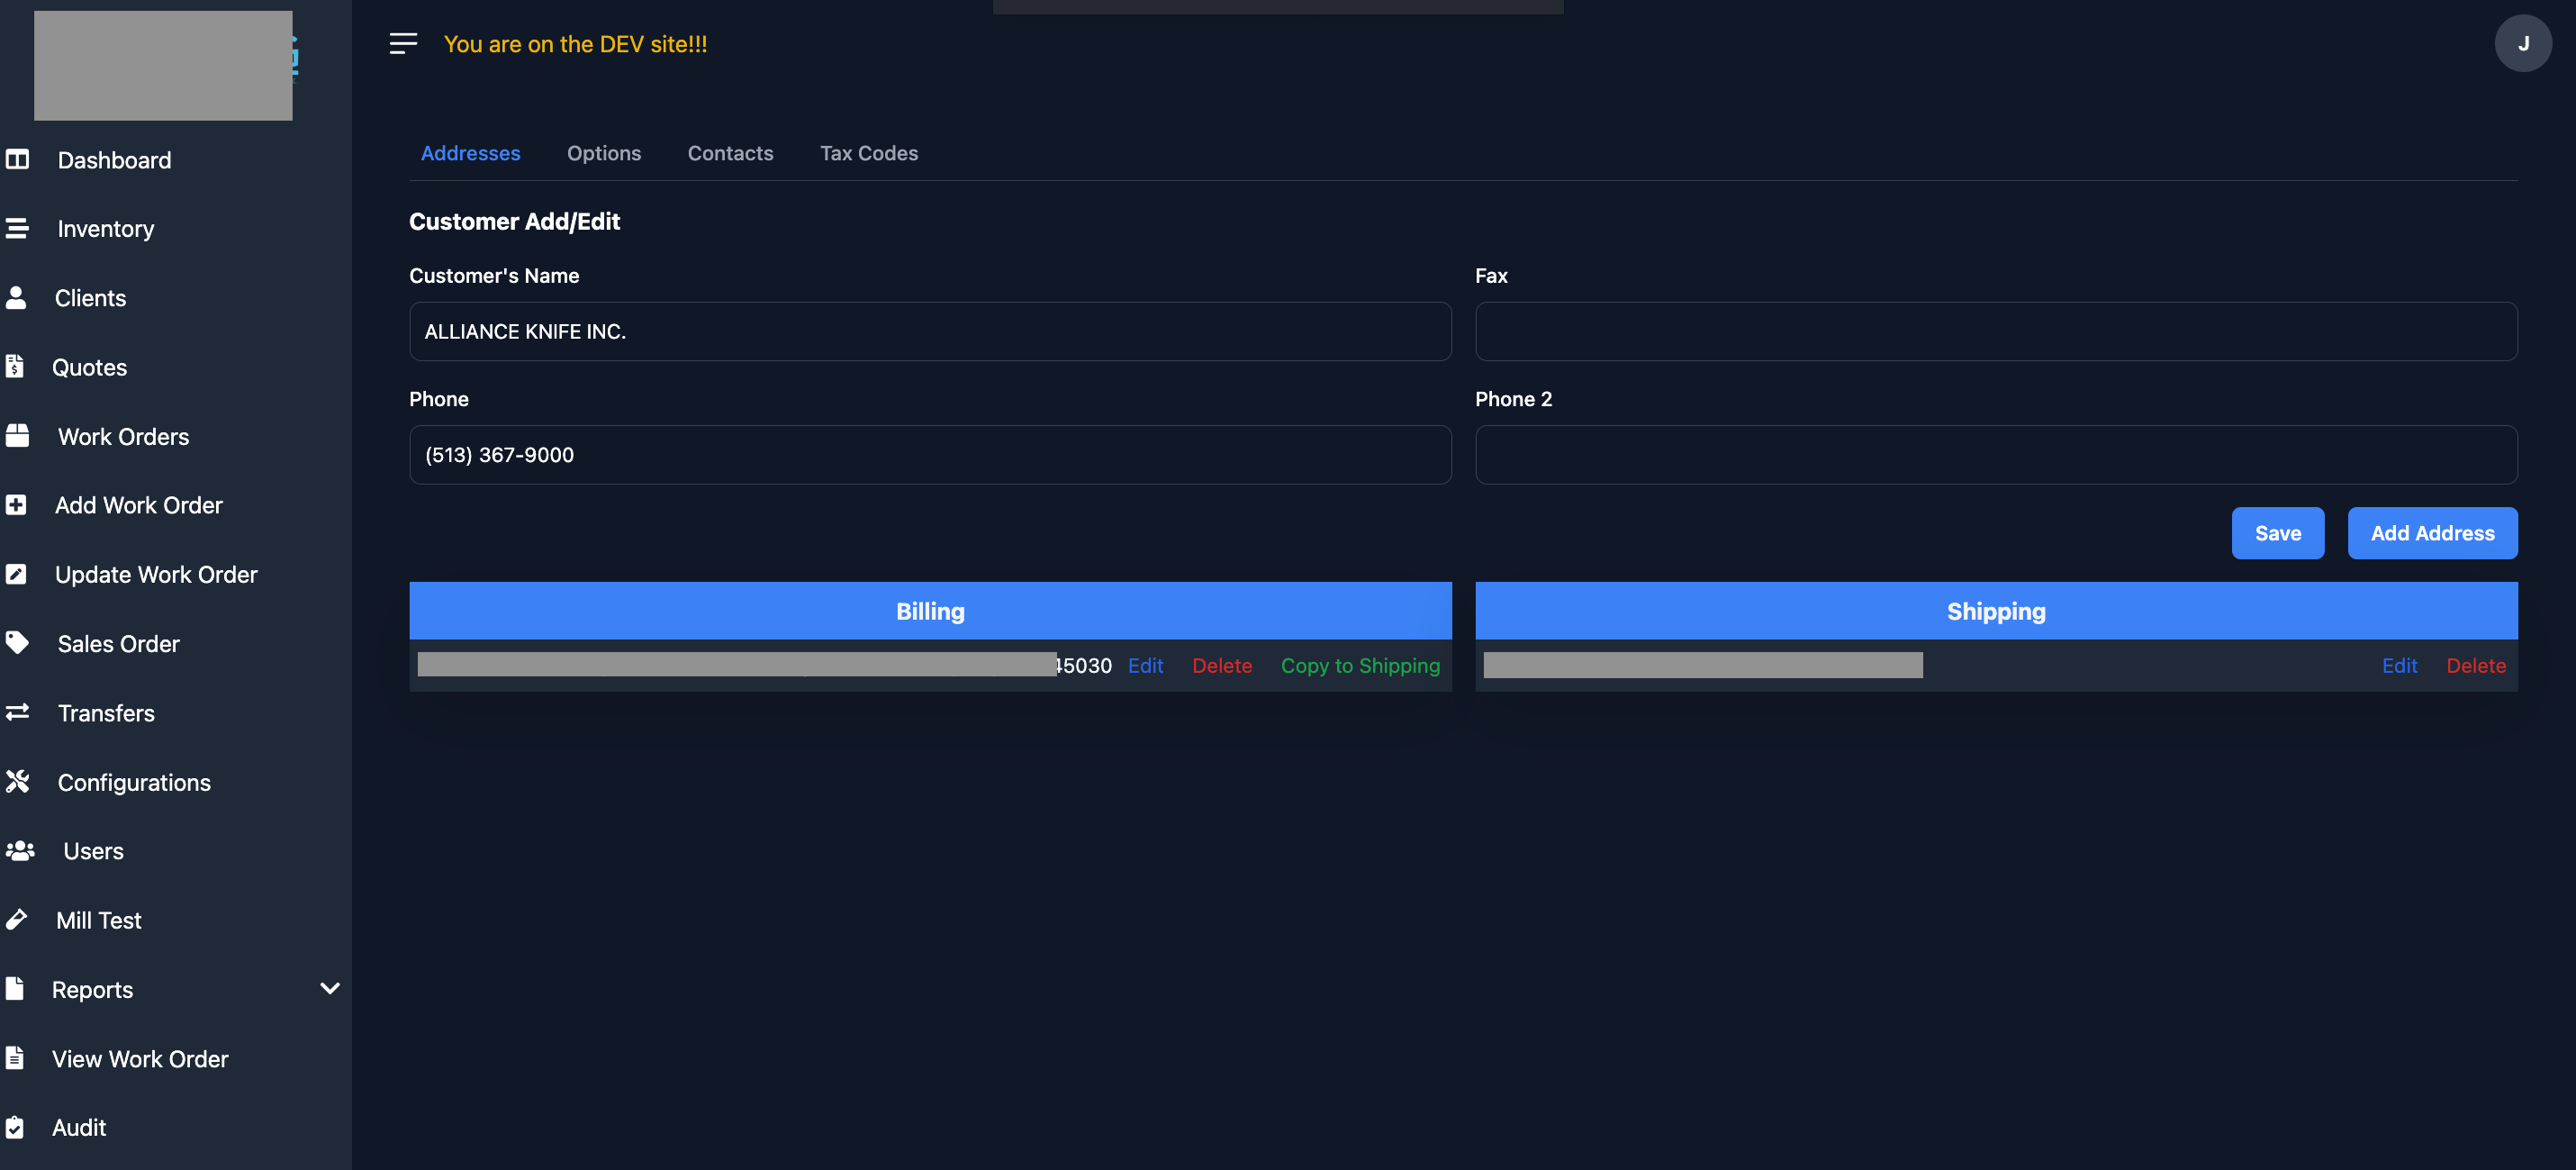 You are on the DEV site!!!
J
Dashboard
Inventory
Clients
Quotes
Work Orders
Add Work Order
Update Work Order
Sales Order
Transfers
Configurations
Users
Mill Test
Reports
View Work Order
Audit
Addresses Options Contacts Tax Codes
Customer Add/Edit
Customer's Name Fax
ALLIANCE KNIFE INC.
Phone Phone 2
(513) 367-9000
Save Add Address
Billing Shipping
45030 Edit Delete Copy to Shipping Edit Delete